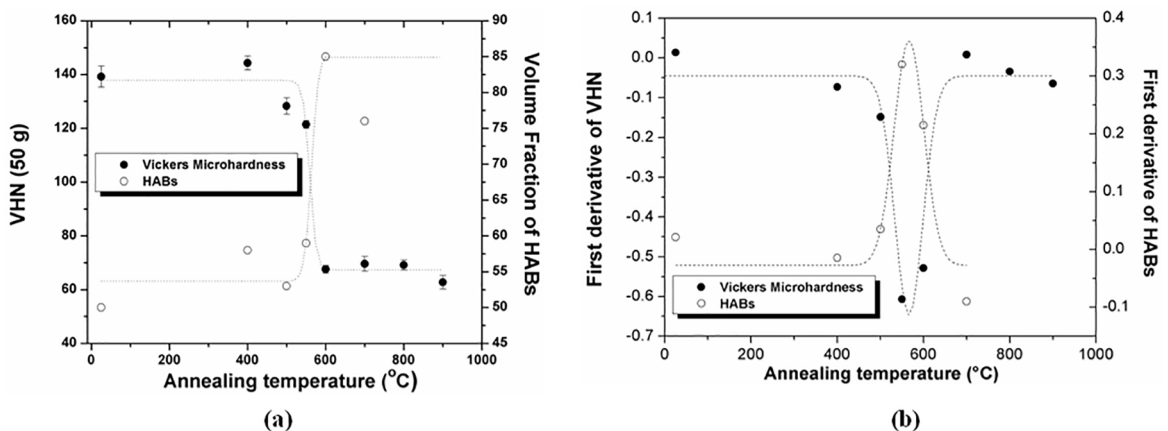 160
140
120
100
80
60
40
VHN (50 g)
Vickers Microhardness
HABs
90
85
80
75
70
65
60
55
50
45
Volume Fraction of HABs
0 200 400 600 800 1000
Annealing temperature (°C)
(a)
0.1
0.0
-0.1
-0.2
-0.3
-0.4
-0.5
-0.6
-0.7
First derivative of VHN
Vickers Microhardness
HABs
0.4
0.3
0.2
0.1
0.0
-0.1
First derivative of HABs
0 200 400 600 800 1000
Annealing temperature (°C)
(b)